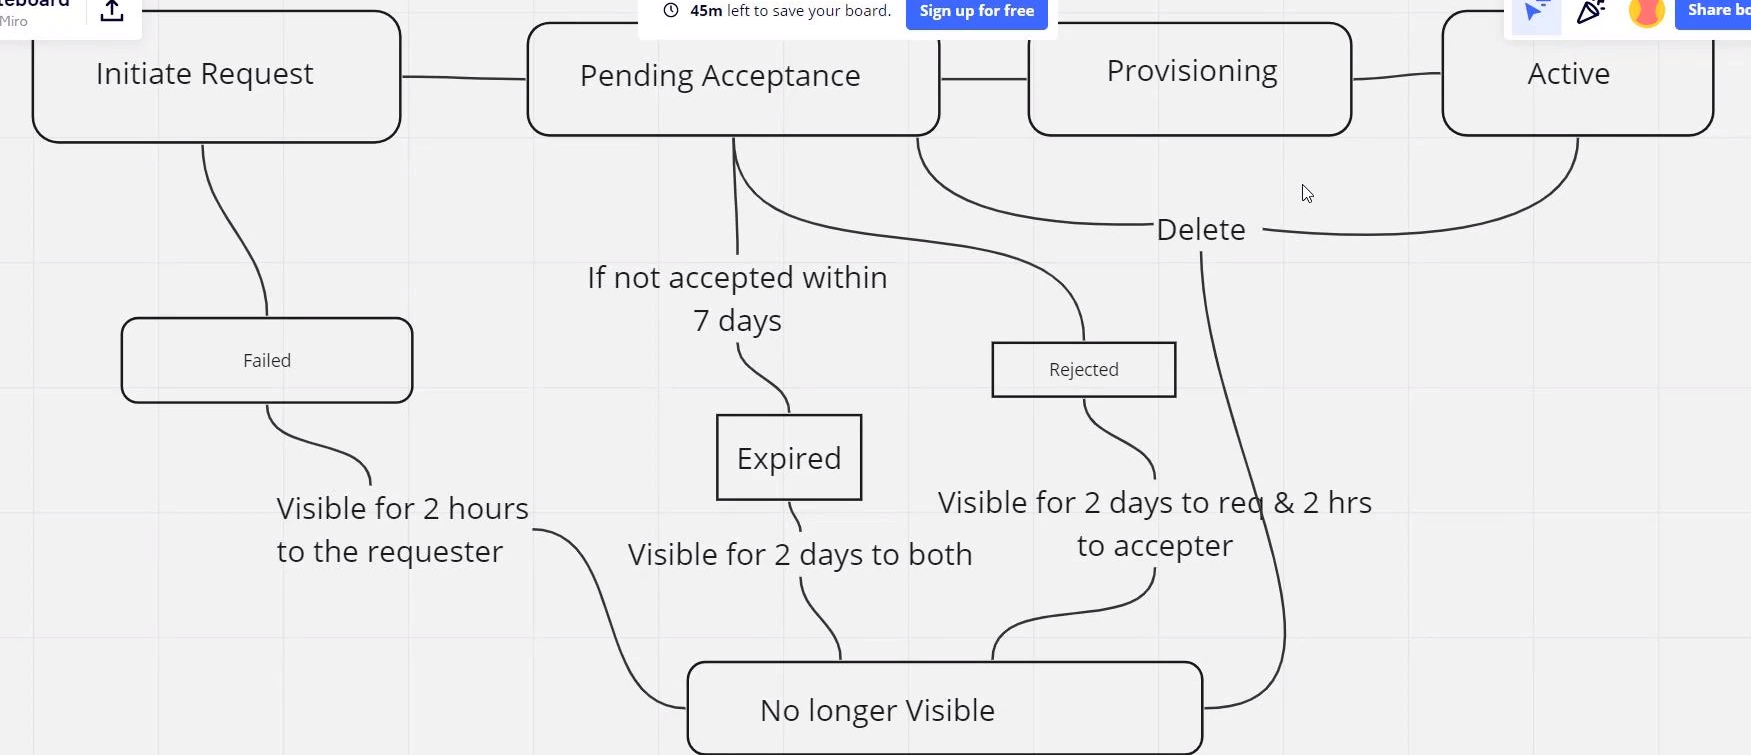 Miro
45m left to save your board.
Sign up for free
Share
Initiate Request
Pending Acceptance
Provisioning
Active
Delete
If not accepted within
7 days
Failed
Rejected
Expired
Visible for 2 hours
to the requester
Visible for 2 days to both
Visible for 2 days to req & 2 hrs
to accepter
No longer Visible